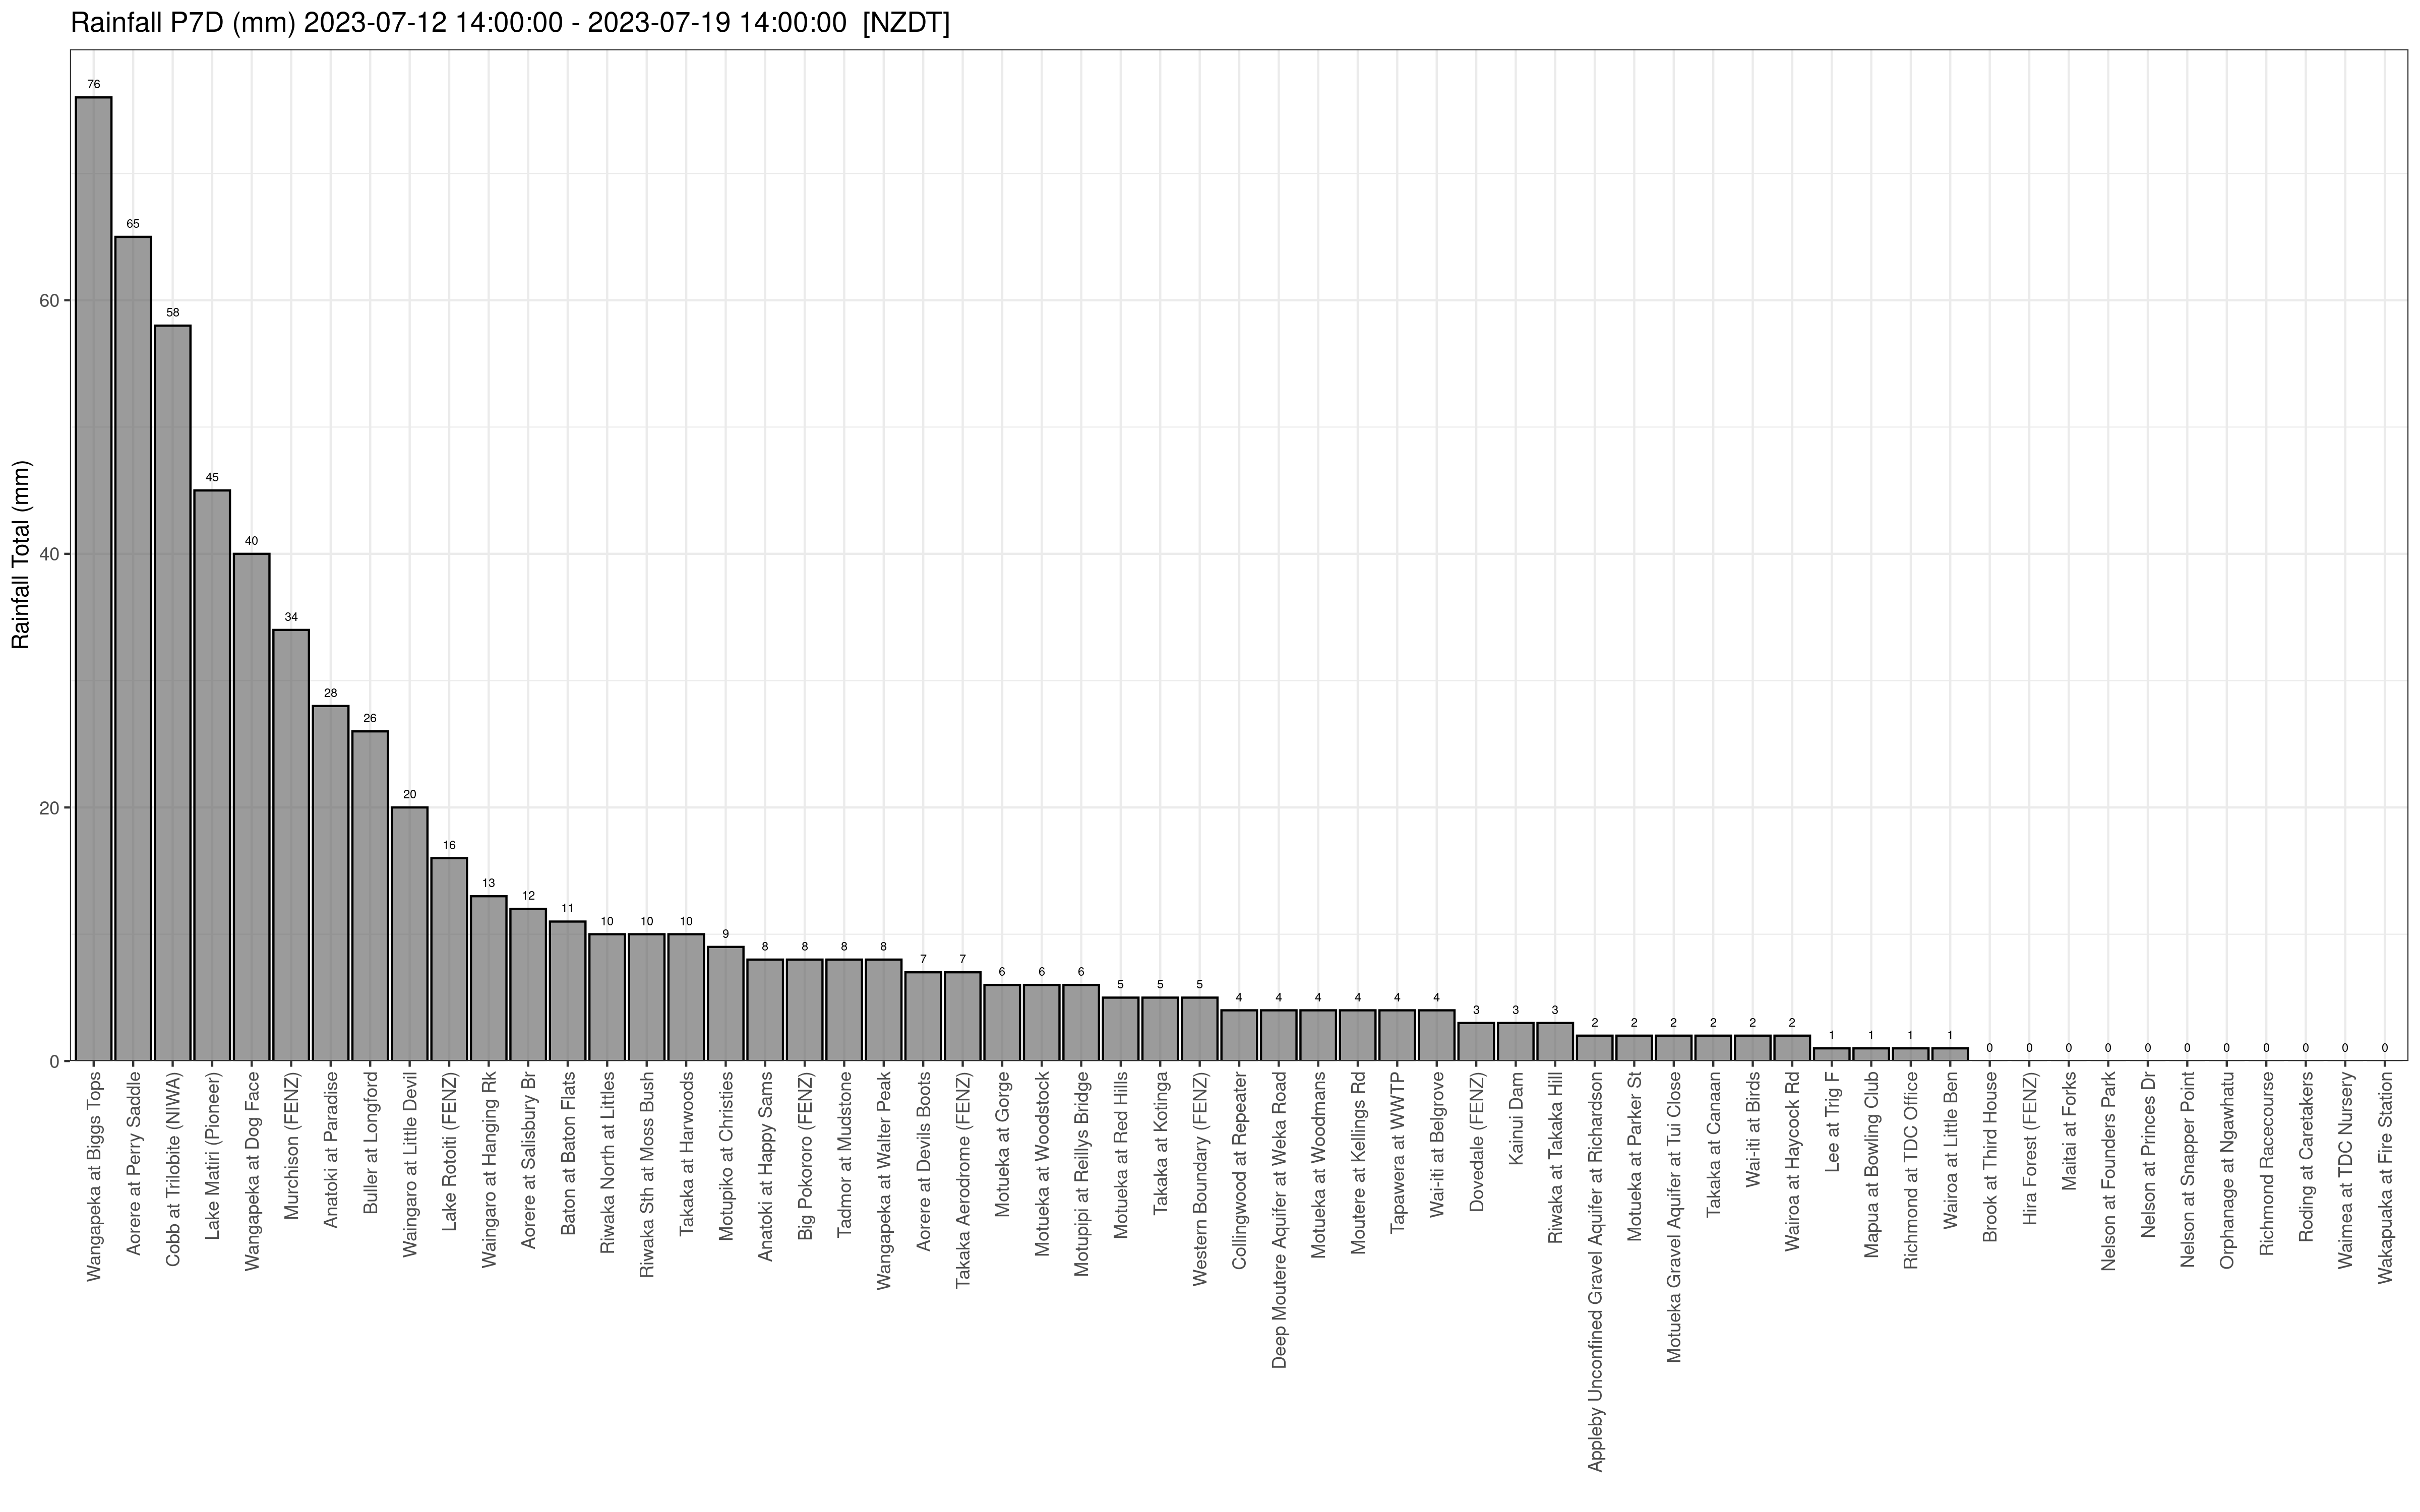 Rainfall P7D (mm) 2023-07-12 14:00:00 - 2023-07-19 14:00:00 [NZDT]
Rainfall Total (mm)
60
40
20
0
76
65
58
45
40
34
28
26
20
16
13
12
11
10
10
10
9
8
8
8
8
7
7
6
6
6
5
5
5
4
4
4
4
4
4
3
3
3
2
2
2
2
2
2
1
1
1
1
0
0
0
0
0
0
0
0
0
0
0
Wangapeka at Biggs Tops
Aorere at Perry Saddle
Cobb at Trilobite (NIWA)
Lake Matiri (Pioneer)
Wangapeka at Dog Face
Murchison (FENZ)
Anatoki at Paradise
Buller at Longford
Waingaro at Little Devil
Lake Rotoiti (FENZ)
Waingaro at Hanging Rk
Aorere at Salisbury Br
Baton at Baton Flats
Riwaka North at Littles
Riwaka Sth at Moss Bush
Takaka at Harwoods
Motupiko at Christies
Anatoki at Happy Sams
Big Pokororo (FENZ)
Tadmor at Mudstone
Wangapeka at Walter Peak
Aorere at Devils Boots
Takaka Aerodrome (FENZ)
Motueka at Gorge
Motueka at Woodstock
Motupipi at Reillys Bridge
Motueka at Red Hills
Takaka at Kotinga
Western Boundary (FENZ)
Collingwood at Repeater
Deep Moutere Aquifer at Weka Road
Motueka at Woodmans
Moutere at Kellings Rd
Tapawera at WWTP
Wai-iti at Belgrove
Dovedale (FENZ)
Kainui Dam
Riwaka at Takaka Hill
Appleby Unconfined Gravel Aquifer at Richardson
Motueka at Parker St
Motueka Gravel Aquifer at Tui Close
Takaka at Canaan
Wai-iti at Birds
Wairoa at Haycock Rd
Lee at Trig F
Mapua at Bowling Club
Richmond at TDC Office
Wairoa at Little Ben
Brook at Third House
Hira Forest (FENZ)
Maitai at Forks
Nelson at Founders Park
Nelson at Princes Dr
Nelson at Snapper Point
Orphanage at Ngawhatu
Richmond Racecourse
Roding at Caretakers
Waimea at TDC Nursery
Wakapuaka at Fire Station